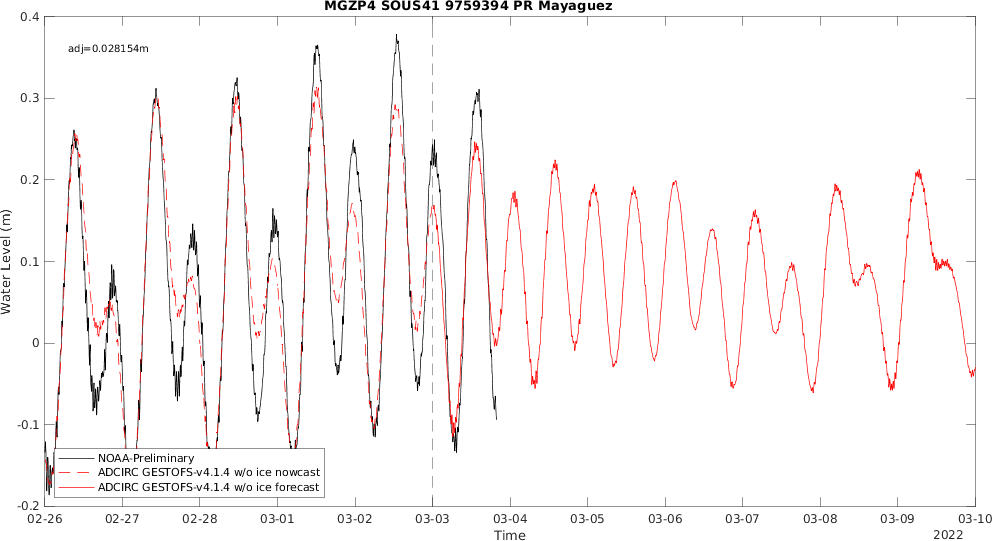 MGZP4 SOUS41 9759394 PR Mayaguez
adj=0.028154m
Water Level (m)
0.4
0.3
0.2
0.1
0
-0.1
-0.2
NOAA-Preliminary
ADCIRC GESTOFS-v4.1.4 w/o ice nowcast
ADCIRC GESTOFS-v4.1.4 w/o ice forecast
02-26 02-27 02-28 03-01 03-02 03-03 03-04 03-05 03-06 03-07 03-08 03-09 03-10
Time
2022